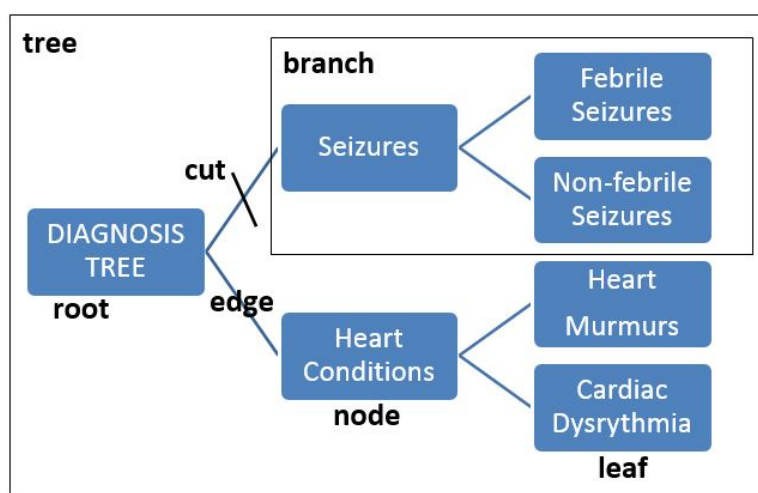 tree
branch
Febrile
Seizures
Seizures
cut
Non-febrile
Seizures
DIAGNOSIS
TREE
root
edge
Heart
Murmurs
Heart
Conditions
node
Cardiac
Dysrythmia
leaf